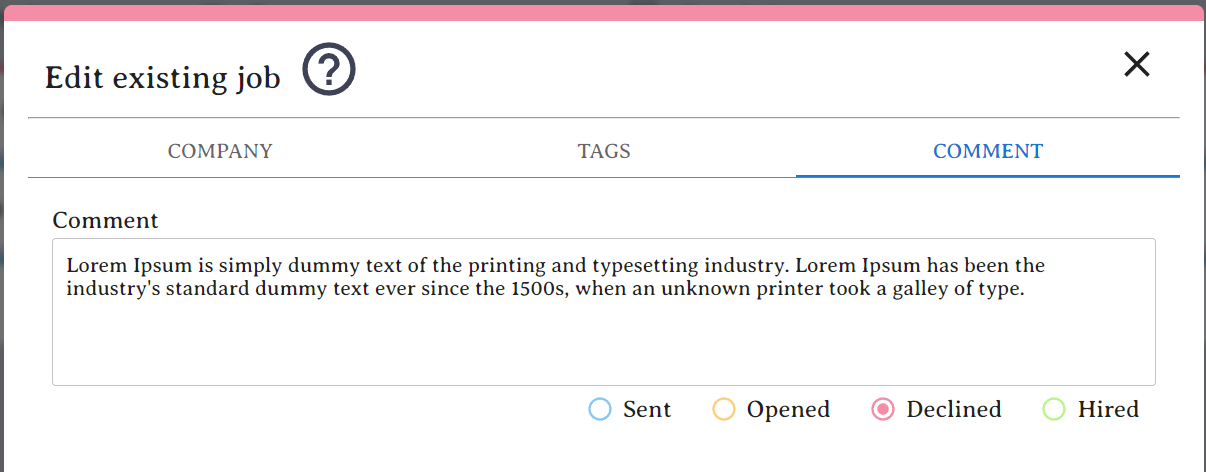 Edit existing job ?
COMPANY TAGS COMMENT
Comment
Lorem Ipsum is simply dummy text of the printing and typesetting industry. Lorem Ipsum has been the
industry's standard dummy text ever since the 1500s, when an unknown printer took a galley of type.
Sent Opened Declined Hired